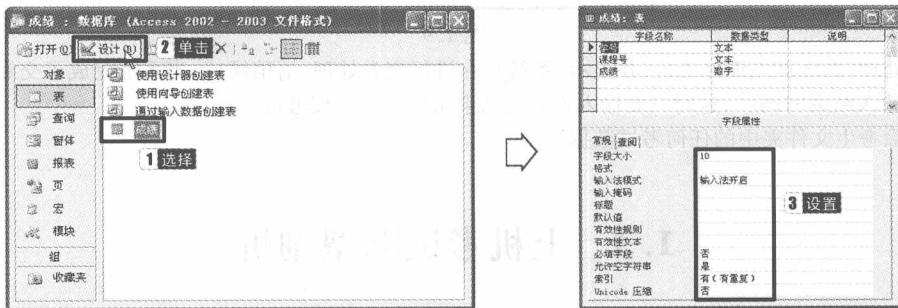 成绩 : 数据库 (Access 2002 - 2003 文件格式)
打开(O) 设计(D) 2 单击
对象
表
查询
窗体
报表
页
宏
模块
组
收藏夹
使用设计器创建表
使用向导创建表
通过输入数据创建表
成绩
1 选择
成绩 : 表
字段名称 数据类型 说明
学号 文本
课程号 文本
成绩 数字
字段属性
常规 查阅
字段大小 10
格式
输入法模式 输入法开启
输入掩码
标题
默认值
有效性规则
有效性文本
必填字段 否
允许空字符串 是
索引 有(有重复)
Unicode 压缩 否
3 设置